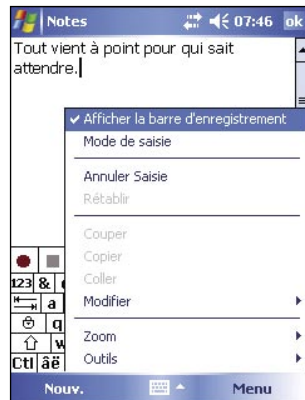 Notes 07:46 ok
Tout vient à point pour qui sait
attendre.
Afficher la barre d'enregistrement
Mode de saisie
Annuler Saisie
Rétablir
Couper
Copier
Coller
Modifier
Zoom
Outils
123 &
a
q
w
Ctl âë
Nouv. Menu